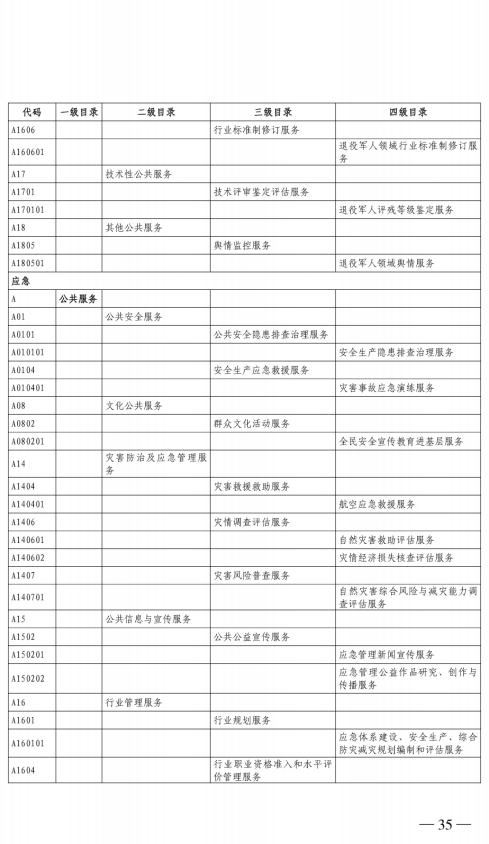 代码 一级目录 二级目录 三级目录 四级目录
A1606 行业标准制修订服务
A160601 退役军人领域行业标准制修订服
务
A17 技术性公共服务
A1701 技术评审鉴定评估服务
A170101 退役军人评残等级鉴定服务
A18 其他公共服务
A1805 舆情监控服务
A180501 退役军人领域舆情服务
应急
A 公共服务
A01 公共安全服务
A0101 公共安全隐患排查治理服务
A010101 安全生产隐患排查治理服务
A0104 安全生产应急救援服务
A010401 灾害事故应急演练服务
A08 文化公共服务
A0802 群众文化活动服务
A080201 全民安全宣传教育进基层服务
A14 灾害防治及应急管理服
务
A1404 灾害救援救助服务
A140401 航空应急救援服务
A1406 灾情调查评估服务
A140601 自然灾害救助评估服务
A140602 灾情经济损失核查评估服务
A1407 灾害风险普查服务
A140701 自然灾害综合风险与减灾能力调
查评估服务
A15 公共信息与宣传服务
A1502 公共公益宣传服务
A150201 应急管理新闻宣传服务
A150202 应急管理公益作品研究、创作与
传播服务
A16 行业管理服务
A1601 行业规划服务
A160101 应急体系建设、安全生产、综合
防灾减灾规划编制和评估服务
A1604 行业职业资格准入和水平评
价管理服务
— 35 —